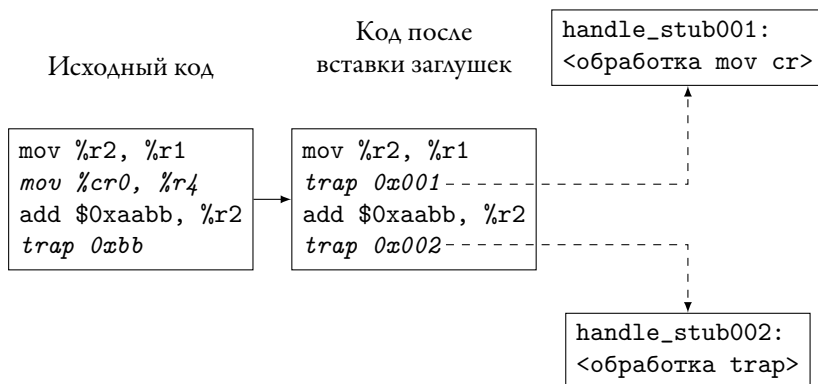 Исходный код
mov %r2, %r1
mov %cr0, %r4
add $0xaabb, %r2
trap 0xbb
Код после
вставки заглушек
mov %r2, %r1
trap 0x001
add $0xaabb, %r2
trap 0x002
handle_stub001:
<обработка mov cr>
handle_stub002:
<обработка trap>